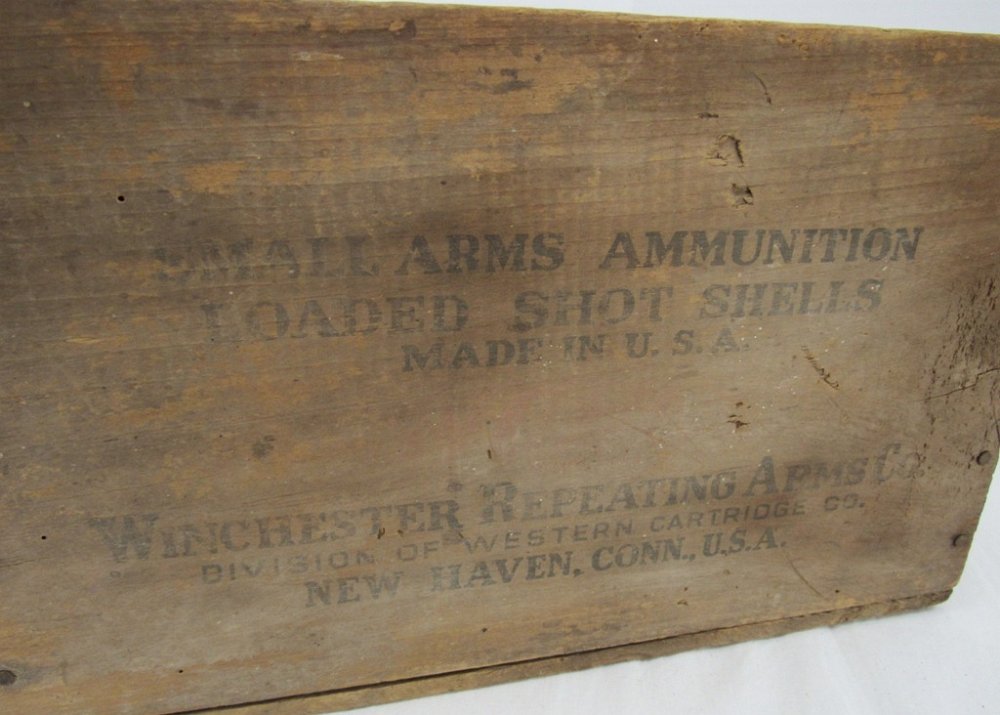 SMALL ARMS AMMUNITION
LOADED SHOT SHELLS
MADE IN U.S.A.
WINCHESTER REPEATING ARMS CO.
DIVISION OF WESTERN CARTRIDGE CO.
NEW HAVEN, CONN., U.S.A.